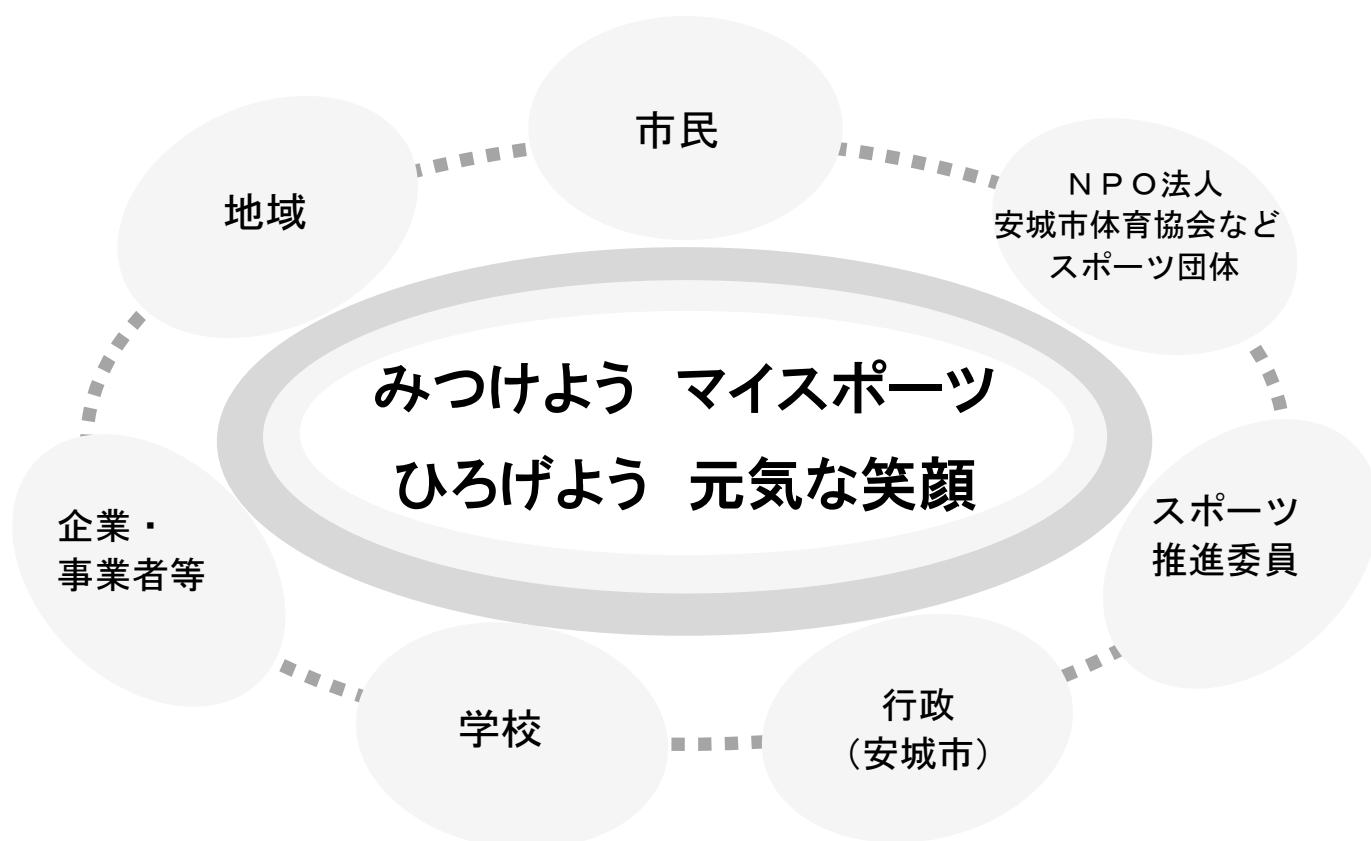 市民
地域
ＮＰＯ法人
安城市体育協会など
スポーツ団体
みつけよう　マイスポーツ
ひろげよう　元気な笑顔
企業・
事業者等
スポーツ
推進委員
学校
行政
（安城市）